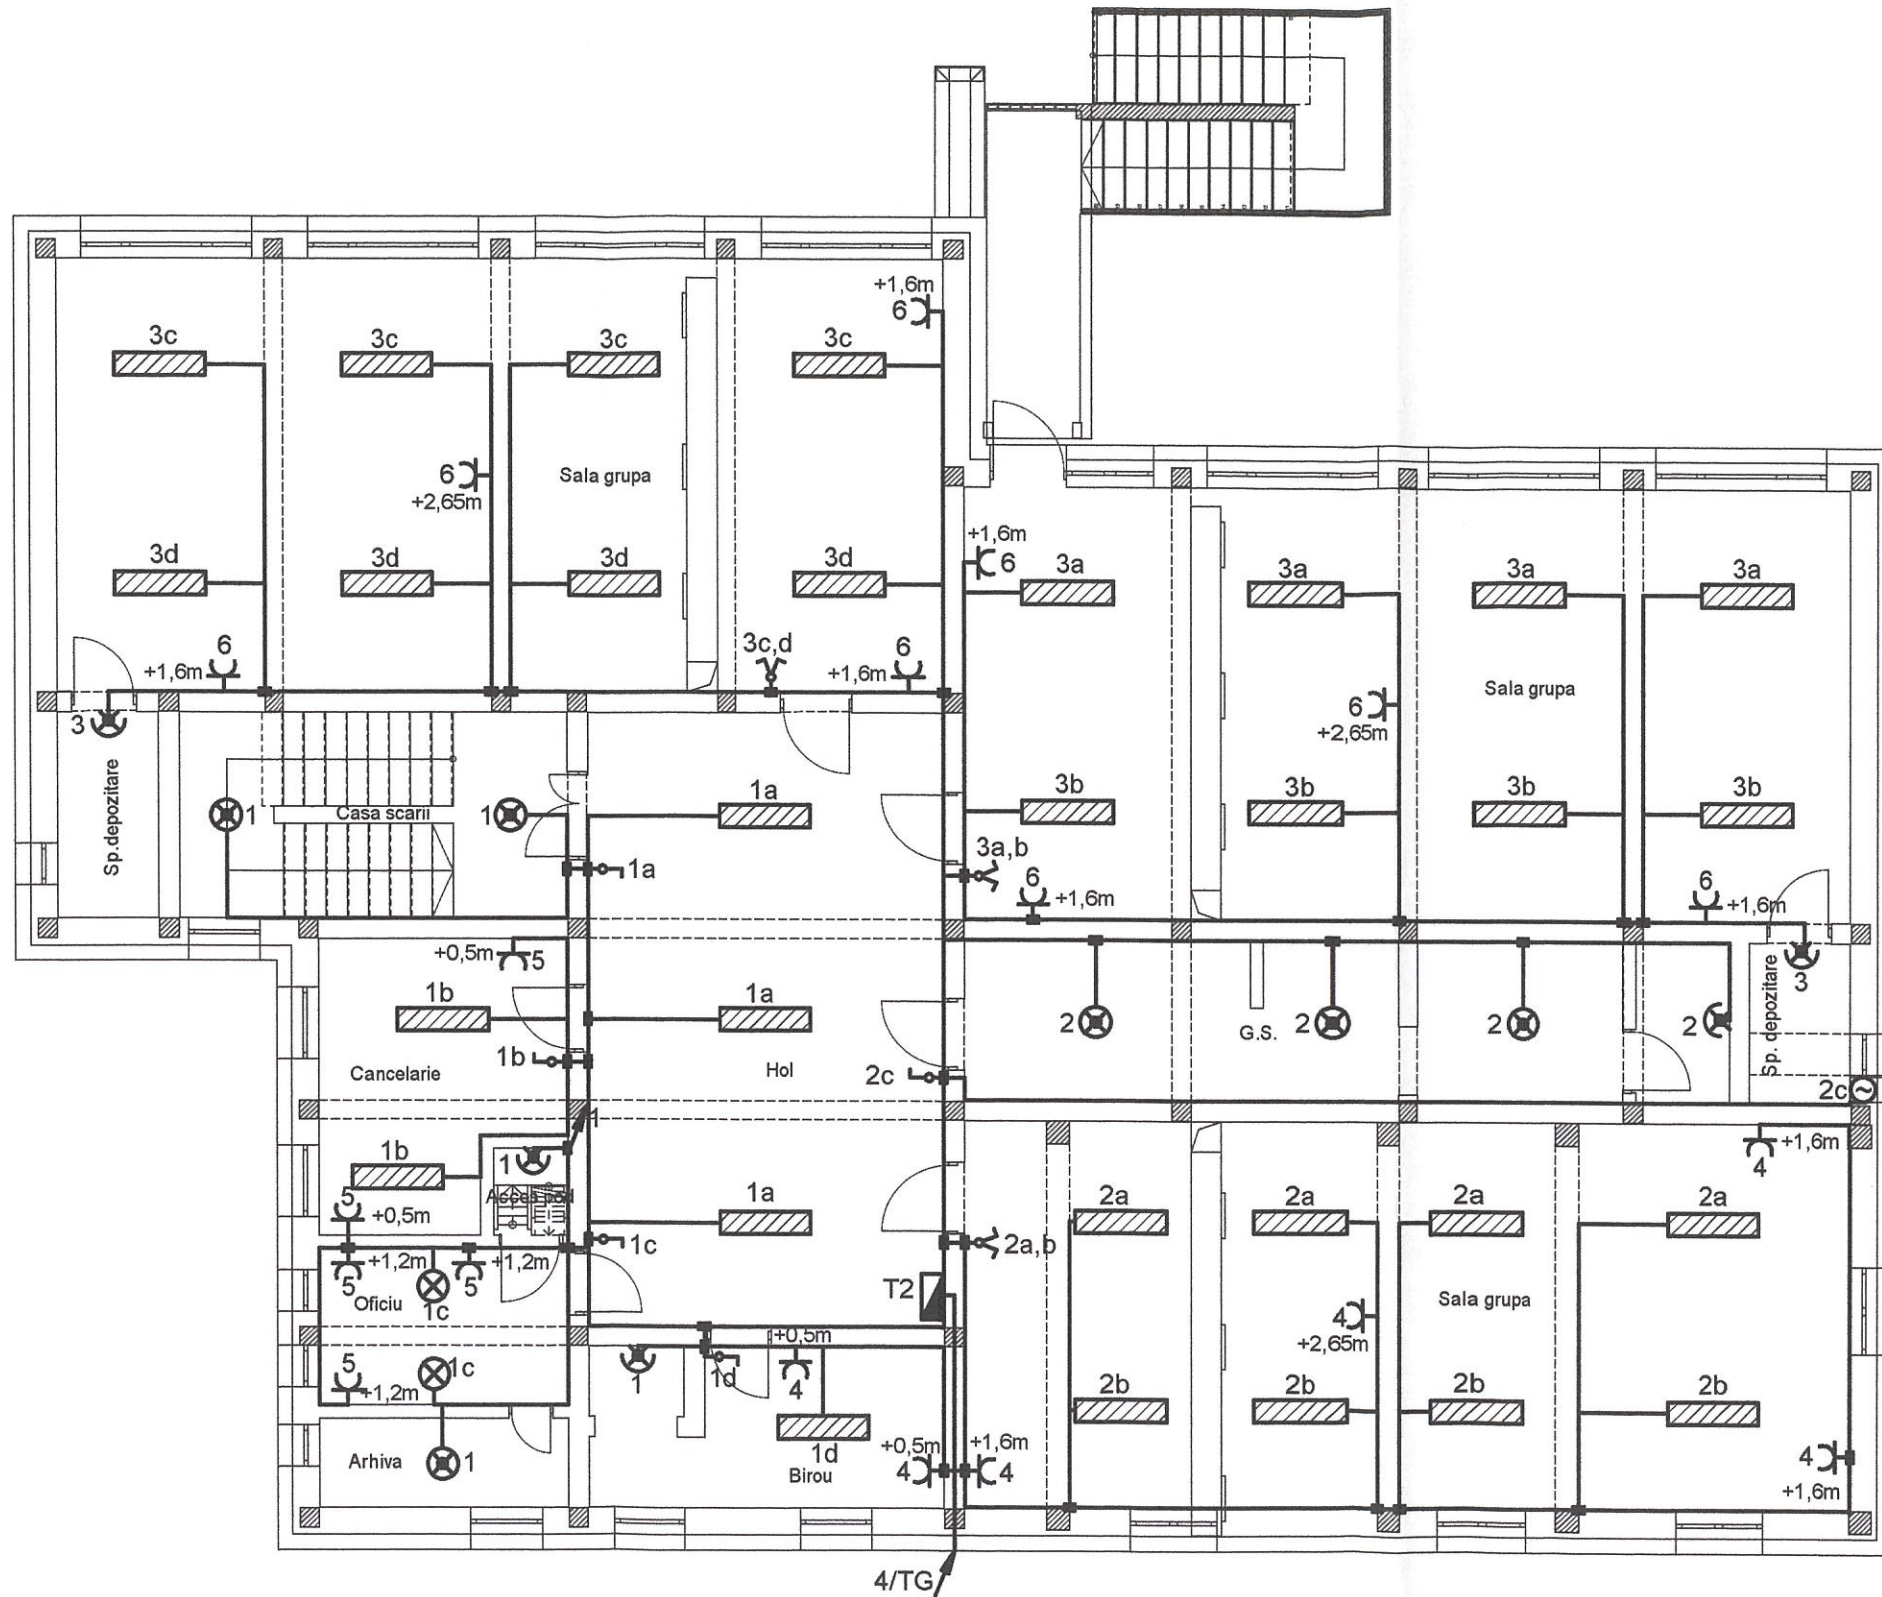 +1,6m
6
3c
3c
3c
3c
6
+2,65m
Sala grupa
+1,6m
6
3d
3d
3d
3d
3a
3a
3a
3a
6
+1,6m
3c,d
+1,6m
6
3
6
+2,65m
Sala grupa
Sp.depozitare
1
Casa scarii
1
1a
3b
3b
3b
3b
1a
3a,b
6
+1,6m
6
+1,6m
+0,5m
5
1b
1a
2
2
G.S.
2
2
Sp. depozitare
3
1b
Cancelarie
Hol
2c
2c
1
1b
1
Acces pod
+1,6m
4
5
+0,5m
1a
2a
2a
2a
2a
1c
2a,b
5
+1,2m
5
+1,2m
Oficiu
1c
T2
4
+2,65m
Sala grupa
+0,5m
5
+1,2m
1c
1
1d
4
2b
2b
2b
2b
Arhiva
1
1d
Birou
+0,5m
4
+1,6m
4
4
+1,6m
4/TG